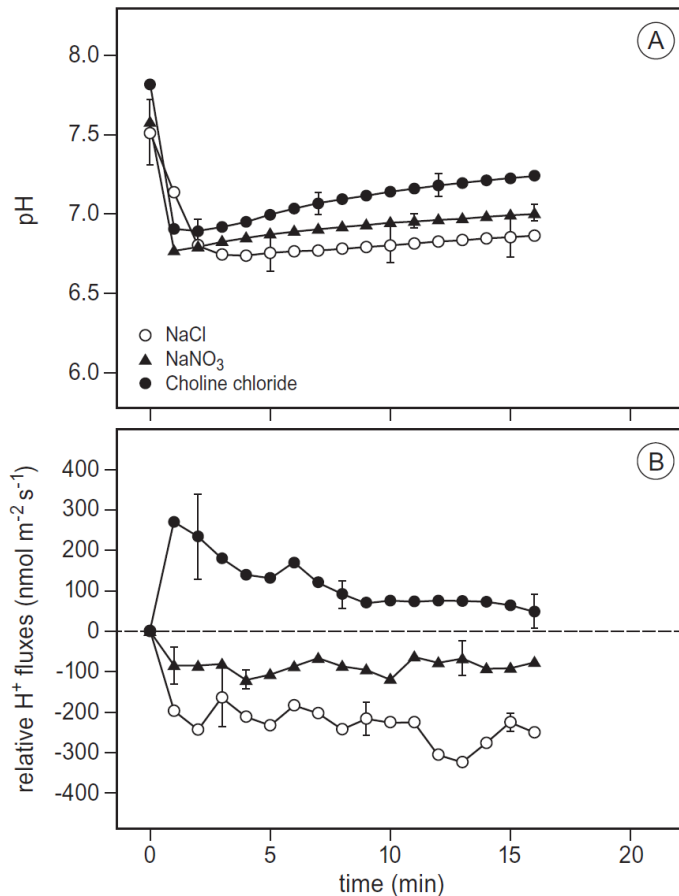 A
8.0
7.5
7.0
6.5
6.0
pH
NaCl
NaNO₃
Choline chloride
B
400
300
200
100
0
-100
-200
-300
-400
relative H⁺ fluxes (nmol m⁻² s⁻¹)
0 5 10 15 20
time (min)